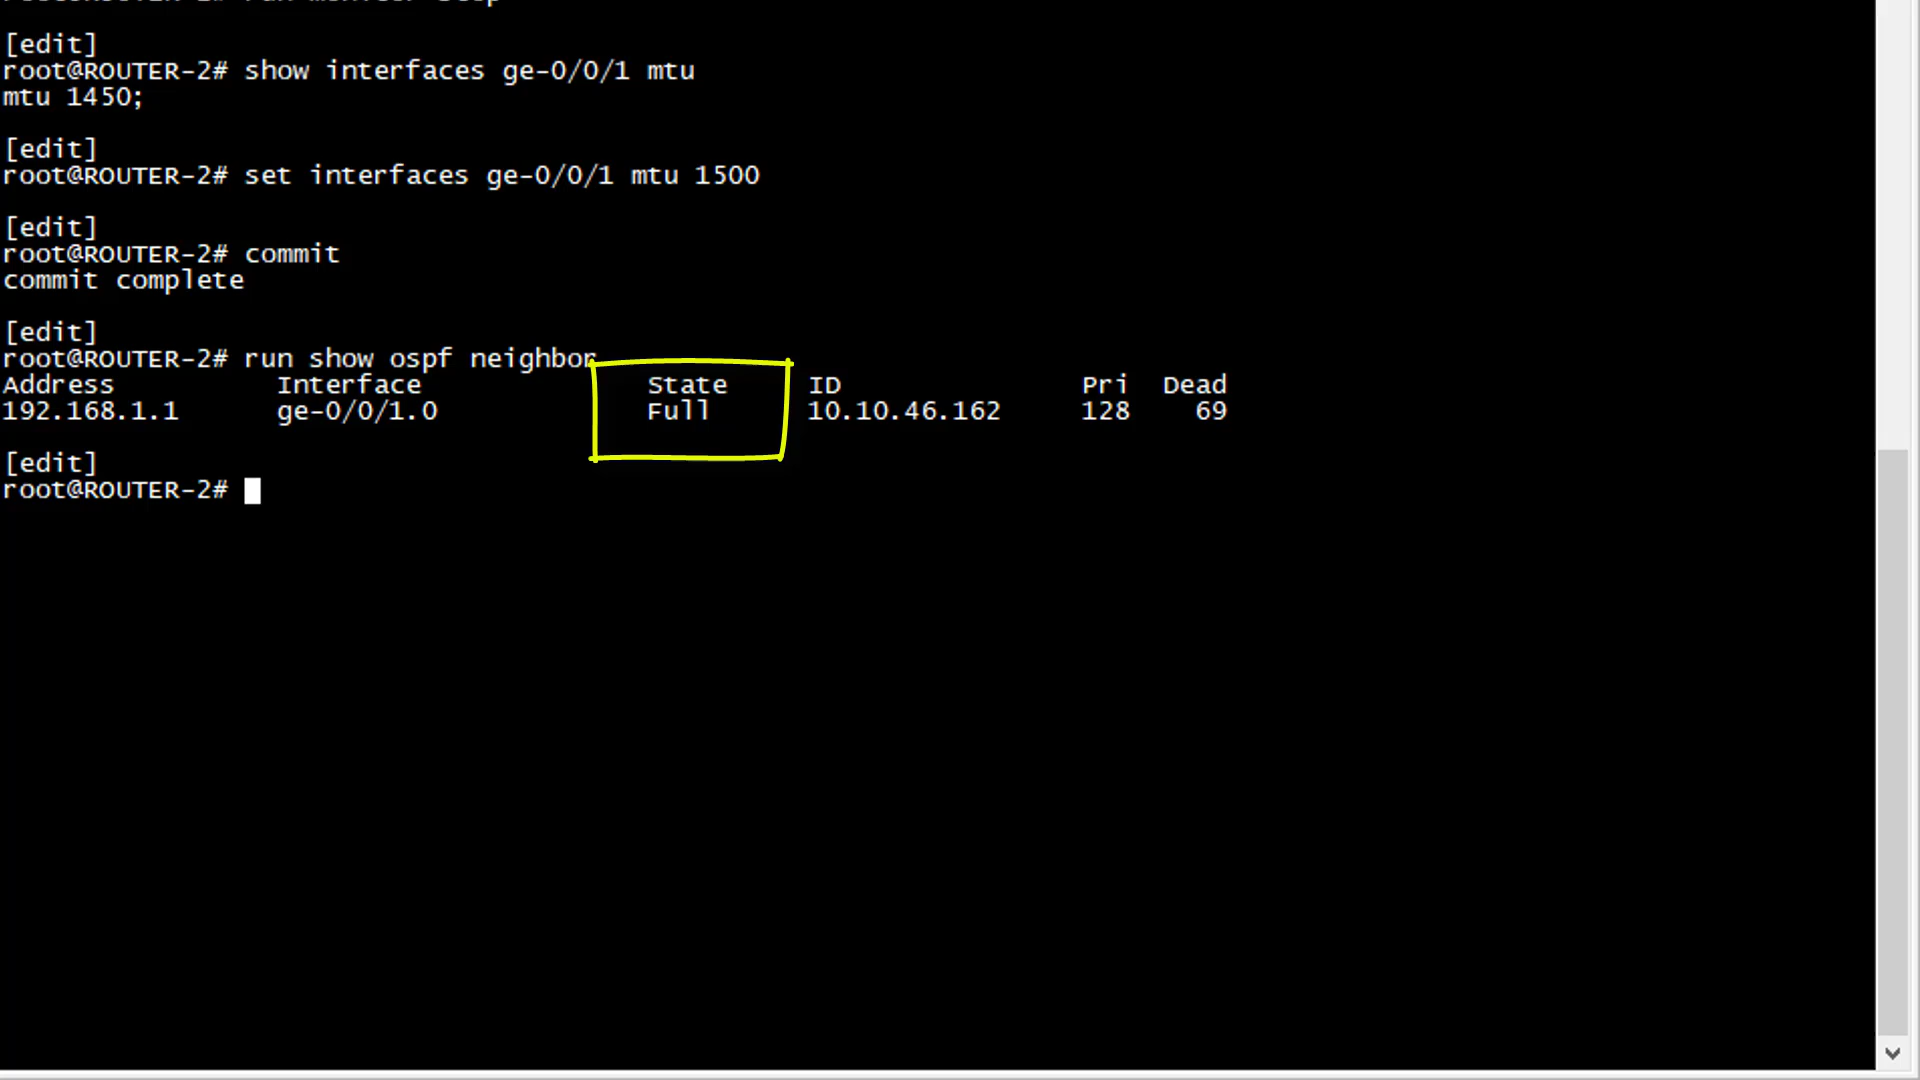 [edit]
root@ROUTER-2# show interfaces ge-0/0/1 mtu
mtu 1450;
[edit]
root@ROUTER-2# set interfaces ge-0/0/1 mtu 1500
[edit]
root@ROUTER-2# commit
commit complete
[edit]
root@ROUTER-2# run show ospf neighbor
Address Interface State ID Pri Dead
192.168.1.1 ge-0/0/1.0 Full 10.10.46.162 128 69
[edit]
root@ROUTER-2#